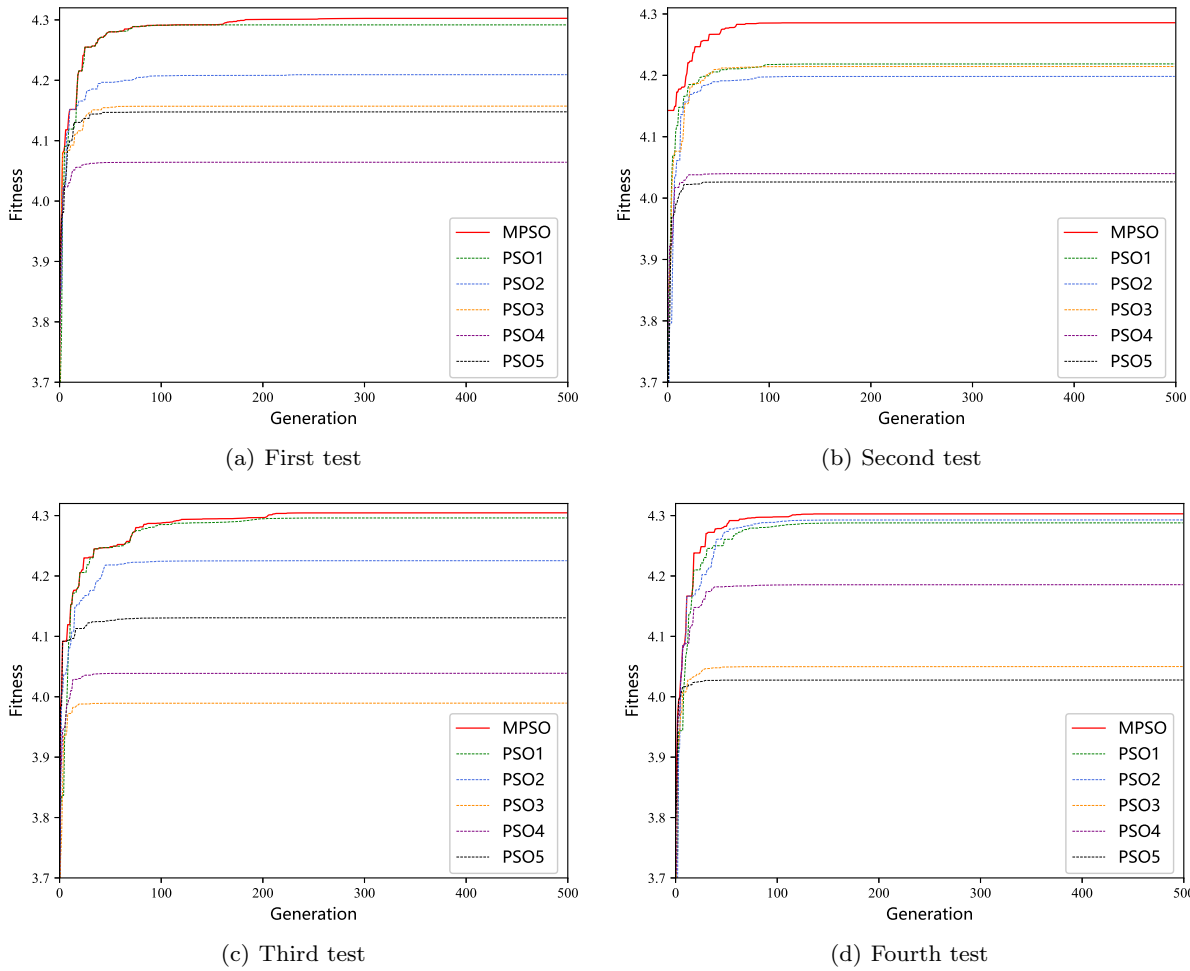 4.3
4.2
4.1
4.0
3.9
3.8
3.7
Fitness
MPSO
PSO1
PSO2
PSO3
PSO4
PSO5
0 100 200 300 400 500
Generation
(a) First test
4.3
4.2
4.1
4.0
3.9
3.8
3.7
Fitness
MPSO
PSO1
PSO2
PSO3
PSO4
PSO5
0 100 200 300 400 500
Generation
(b) Second test
4.3
4.2
4.1
4.0
3.9
3.8
3.7
Fitness
MPSO
PSO1
PSO2
PSO3
PSO4
PSO5
0 100 200 300 400 500
Generation
(c) Third test
4.3
4.2
4.1
4.0
3.9
3.8
3.7
Fitness
MPSO
PSO1
PSO2
PSO3
PSO4
PSO5
0 100 200 300 400 500
Generation
(d) Fourth test